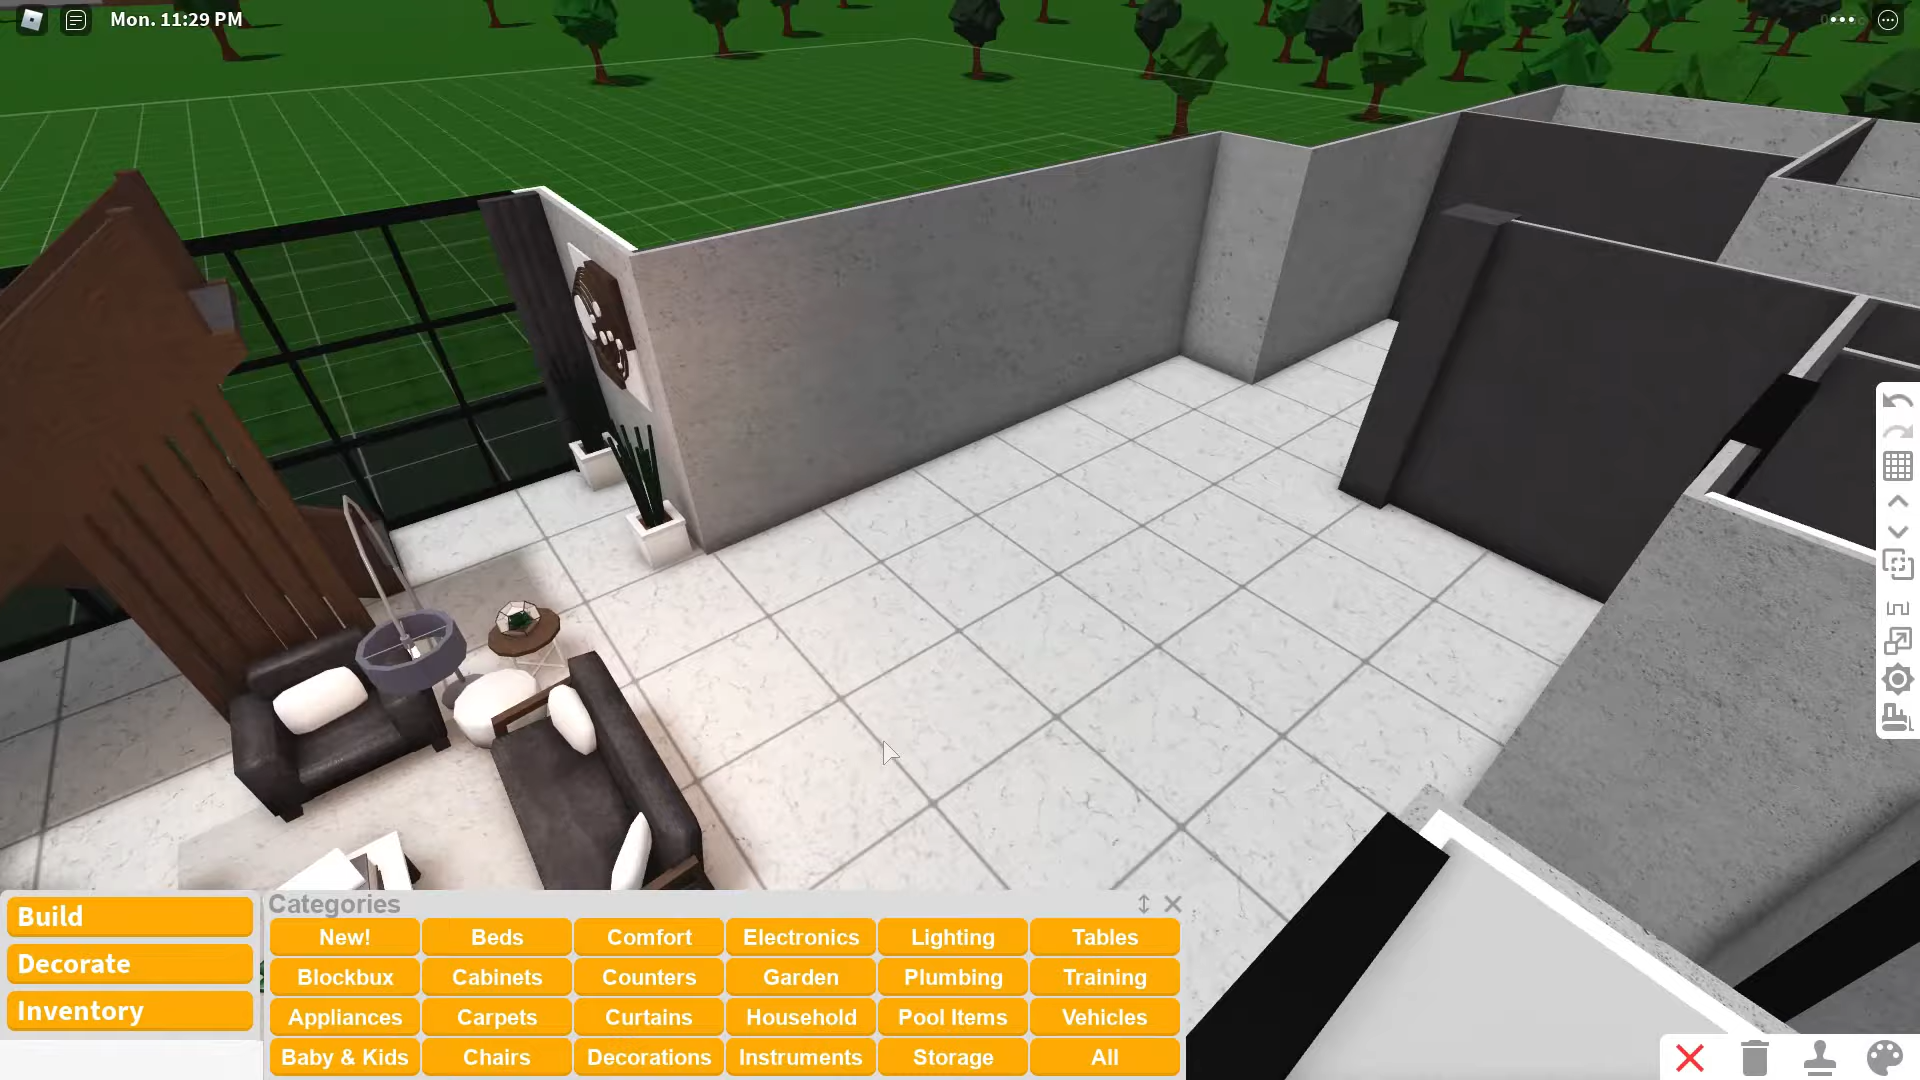 Mon. 11:29 PM
Build
Decorate
Inventory
Categories
New! Beds Comfort Electronics Lighting Tables
Blockbux Cabinets Counters Garden Plumbing Training
Appliances Carpets Curtains Household Pool Items Vehicles
Baby & Kids Chairs Decorations Instruments Storage All